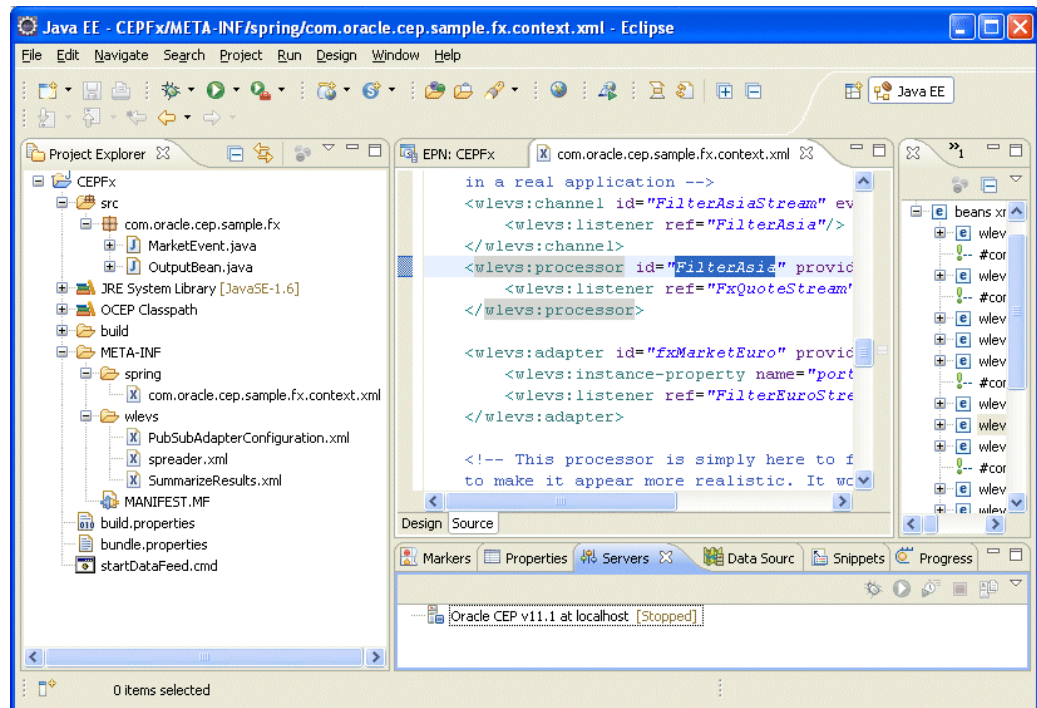 Java EE - CEPFx/META-INF/spring/com.oracle.cep.sample.fx.context.xml - Eclipse
File Edit Navigate Search Project Run Design Window Help
Java EE
Project Explorer
CEPFx
src
com.oracle.cep.sample.fx
MarketEvent.java
OutputBean.java
JRE System Library [JavaSE-1.6]
OCEP Classpath
build
META-INF
spring
com.oracle.cep.sample.fx.context.xml
wlevs
PubSubAdapterConfiguration.xml
spreader.xml
SummarizeResults.xml
MANIFEST.MF
build.properties
bundle.properties
startDataFeed.cmd
EPN: CEPFx com.oracle.cep.sample.fx.context.xml
in a real application -->
<wlevs:channel id="FilterAsiaStream" ev
<wlevs:listener ref="FilterAsia"/>
</wlevs:channel>
<wlevs:processor id="FilterAsia" provid
<wlevs:listener ref="FxQuoteStream"
</wlevs:processor>
<wlevs:adapter id="fxMarketEuro" provid
<wlevs:instance-property name="port
<wlevs:listener ref="FilterEuroStre
</wlevs:adapter>
<!-- This processor is simply here to f
to make it appear more realistic. It wo
Design Source
»1
beans xr
wlev
#cor
wlev
#cor
wlev
wlev
wlev
#cor
wlev
wlev
wlev
#cor
wlev
wlev
Markers Properties Servers Data Sourc Snippets Progress
Oracle CEP v11.1 at localhost [Stopped]
0 items selected